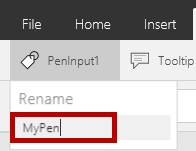 File Home Insert
PenInput1 Tooltip
Rename
MyPen